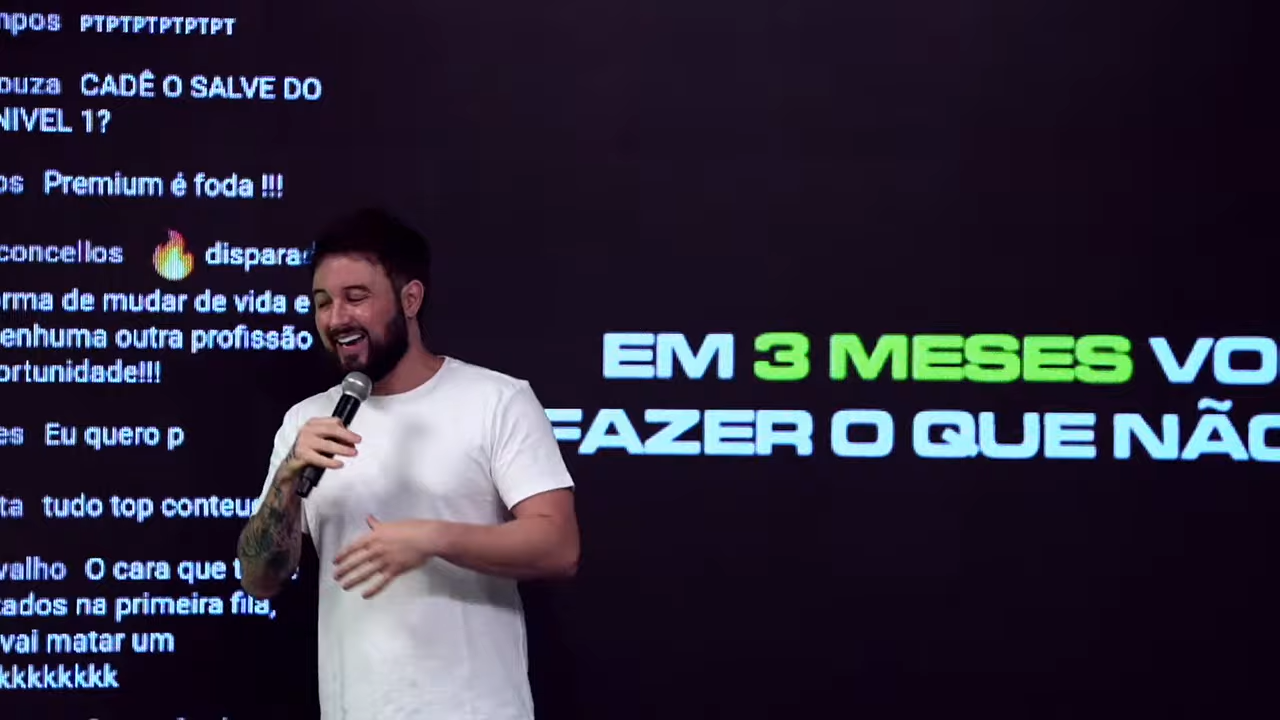 mpos PTPTPTPTPTPT
ouza CADÊ O SALVE DO
NIVEL 1?
os Premium é foda !!!
concellos 🔥 disparad
orma de mudar de vida e
enhuma outra profissão
ortunidade!!!
es Eu quero p
ta tudo top conteu
valho O cara que t
tados na primeira fila,
vai matar um
kkkkkkkk
EM 3 MESES VO
FAZER O QUE NÃO